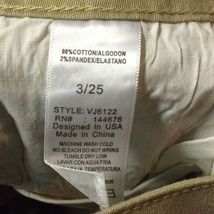 98%COTTON/ALGODON
2%SPANDEX/ELASTANO
3/25
STYLE: VJ6122
RN# : 144676
Designed In USA
Made in China
MACHINE WASH COLD
NO BLEACH DO NOT WRING
TUMBLE DRY LOW
LAVAR CON AGUA FRIA
TEMPERATURA